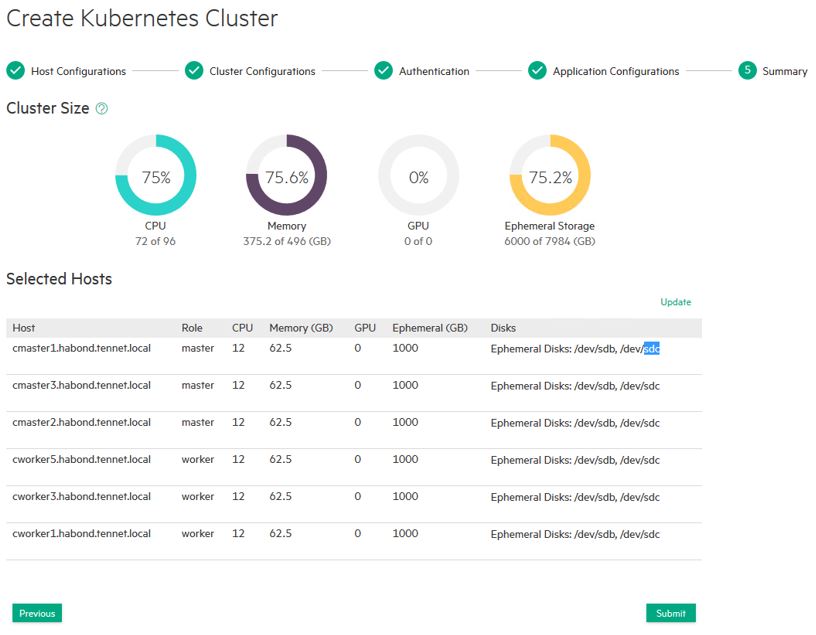 Create Kubernetes Cluster
Host Configurations Cluster Configurations Authentication Application Configurations 5 Summary
Cluster Size ?
75% 75.6% 0% 75.2%
CPU Memory GPU Ephemeral Storage
72 of 96 375.2 of 496 (GB) 0 of 0 6000 of 7984 (GB)
Selected Hosts
Update
Host Role CPU Memory (GB) GPU Ephemeral (GB) Disks
cmaster1.habond.tennet.local master 12 62.5 0 1000 Ephemeral Disks: /dev/sdb, /dev/sdc
cmaster3.habond.tennet.local master 12 62.5 0 1000 Ephemeral Disks: /dev/sdb, /dev/sdc
cmaster2.habond.tennet.local master 12 62.5 0 1000 Ephemeral Disks: /dev/sdb, /dev/sdc
cworker5.habond.tennet.local worker 12 62.5 0 1000 Ephemeral Disks: /dev/sdb, /dev/sdc
cworker3.habond.tennet.local worker 12 62.5 0 1000 Ephemeral Disks: /dev/sdb, /dev/sdc
cworker1.habond.tennet.local worker 12 62.5 0 1000 Ephemeral Disks: /dev/sdb, /dev/sdc
Previous Submit